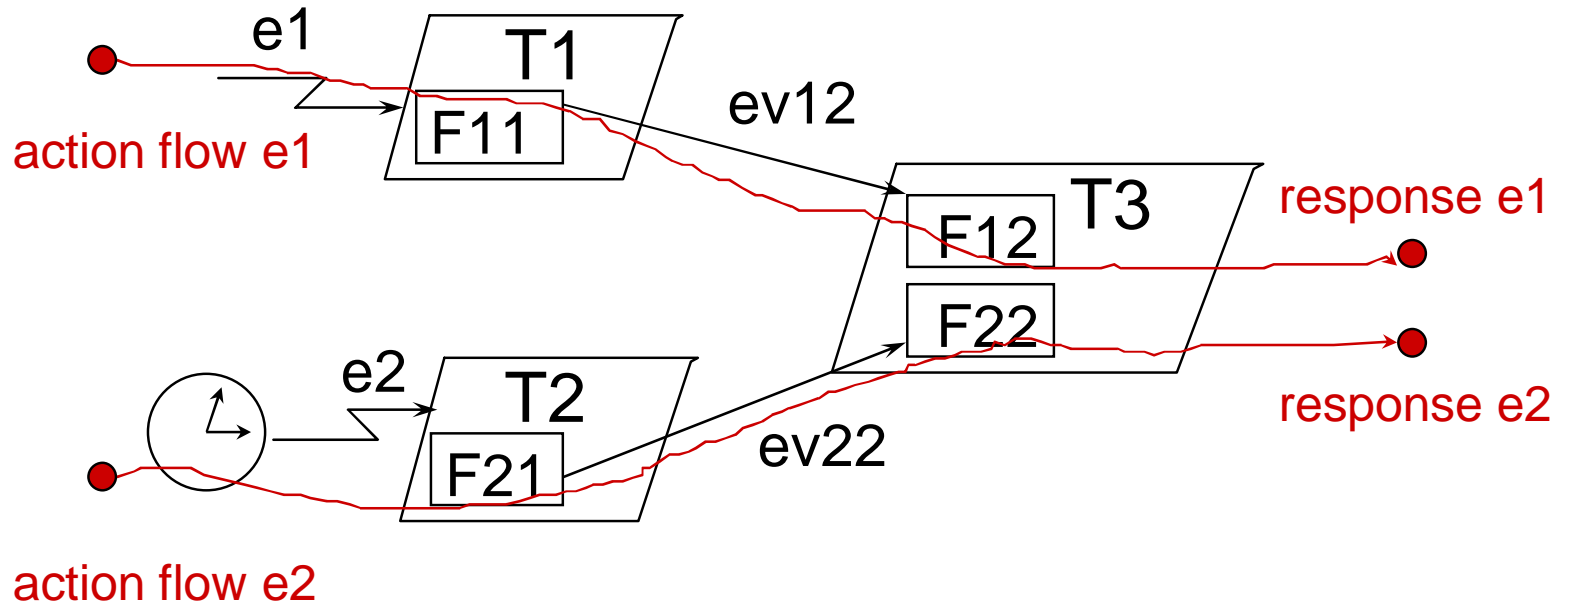 e1
T1
F11
action flow e1
ev12
T3
F12
F22
response e1
response e2
e2
T2
F21
ev22
action flow e2